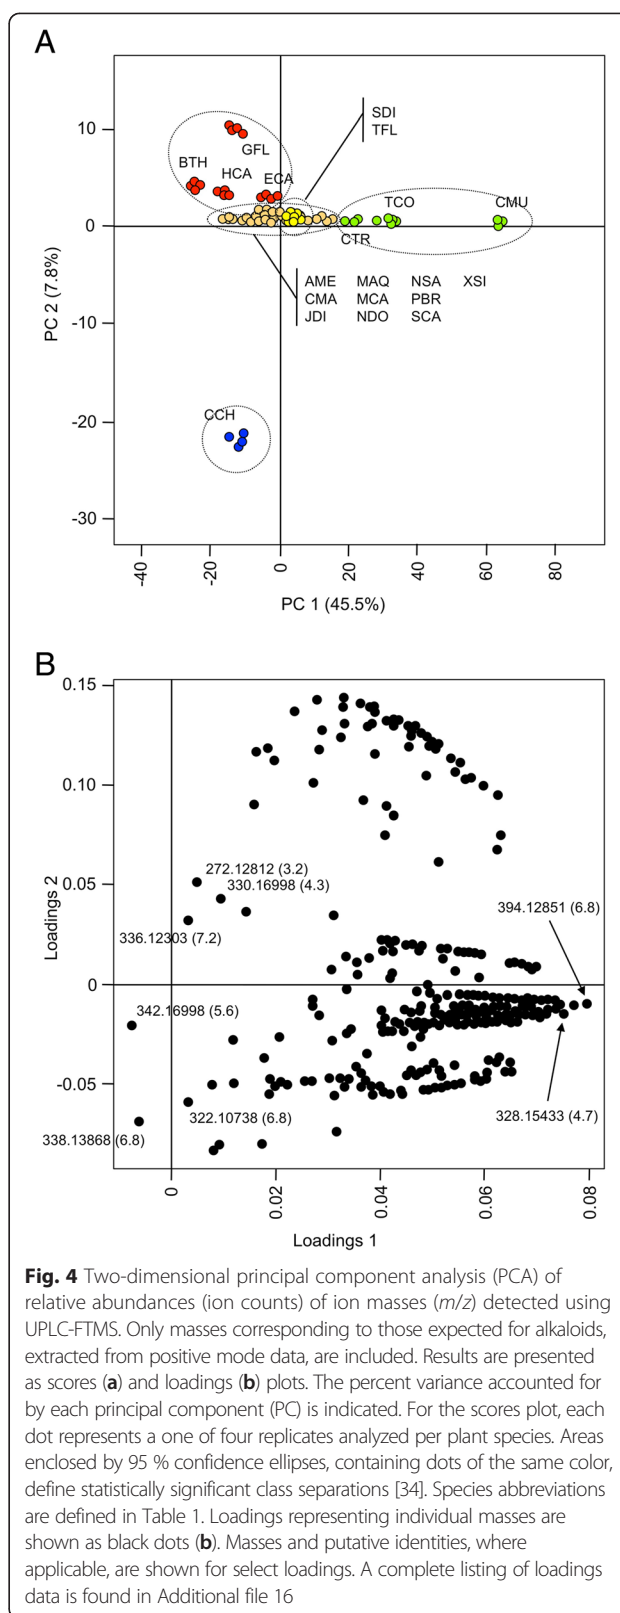 A
10
0
-10
-20
-30
PC 2 (7.8%)
GFL
BTH
HCA
ECA
SDI
TFL
TCO
CMU
CTR
AME MAQ NSA XSI
CMA MCA PBR
JDI NDO SCA
CCH
-40 -20 0 20 40 60 80
PC 1 (45.5%)
B
0.15
0.10
0.05
0
-0.05
Loadings 2
272.12812 (3.2)
330.16998 (4.3)
394.12851 (6.8)
336.12303 (7.2)
342.16998 (5.6)
322.10738 (6.8)
328.15433 (4.7)
338.13868 (6.8)
0 0.02 0.04 0.06 0.08
Loadings 1
Fig. 4 Two-dimensional principal component analysis (PCA) of
relative abundances (ion counts) of ion masses (m/z) detected using
UPLC-FTMS. Only masses corresponding to those expected for alkaloids,
extracted from positive mode data, are included. Results are presented
as scores (a) and loadings (b) plots. The percent variance accounted for
by each principal component (PC) is indicated. For the scores plot, each
dot represents a one of four replicates analyzed per plant species. Areas
enclosed by 95 % confidence ellipses, containing dots of the same color,
define statistically significant class separations [34]. Species abbreviations
are defined in Table 1. Loadings representing individual masses are
shown as black dots (b). Masses and putative identities, where
applicable, are shown for select loadings. A complete listing of loadings
data is found in Additional file 16